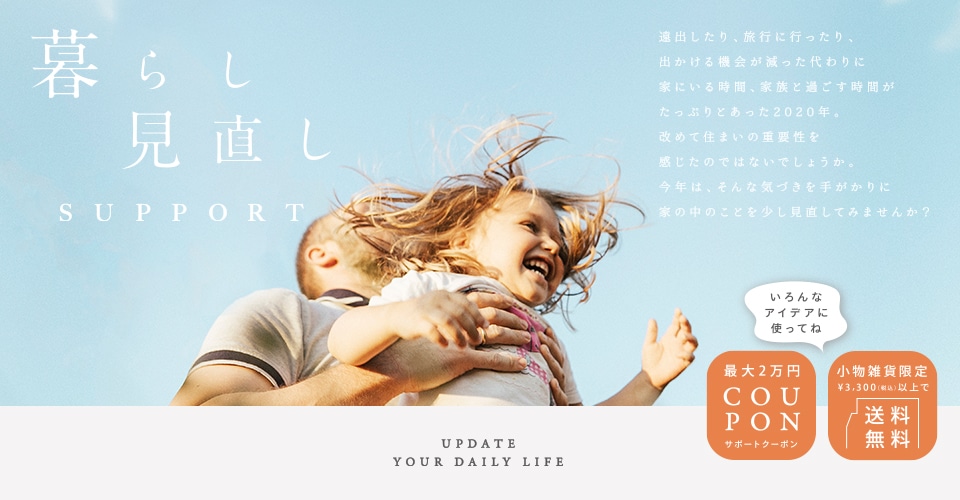 暮らし
見直し
SUPPORT
遠出したり、旅行に行ったり、
出かける機会が減った代わりに
家にいる時間、家族と過ごす時間が
たっぷりとあった2020年。
改めて住まいの重要性を
感じたのではないでしょうか。
今年は、そんな気づきを手がかりに
家の中のことを少し見直してみませんか？
いろんな
アイデアに
使ってね
最大2万円
COU
PON
サポートクーポン
小物雑貨限定
¥3,300(税込)以上で
送料
無料
UPDATE
YOUR DAILY LIFE